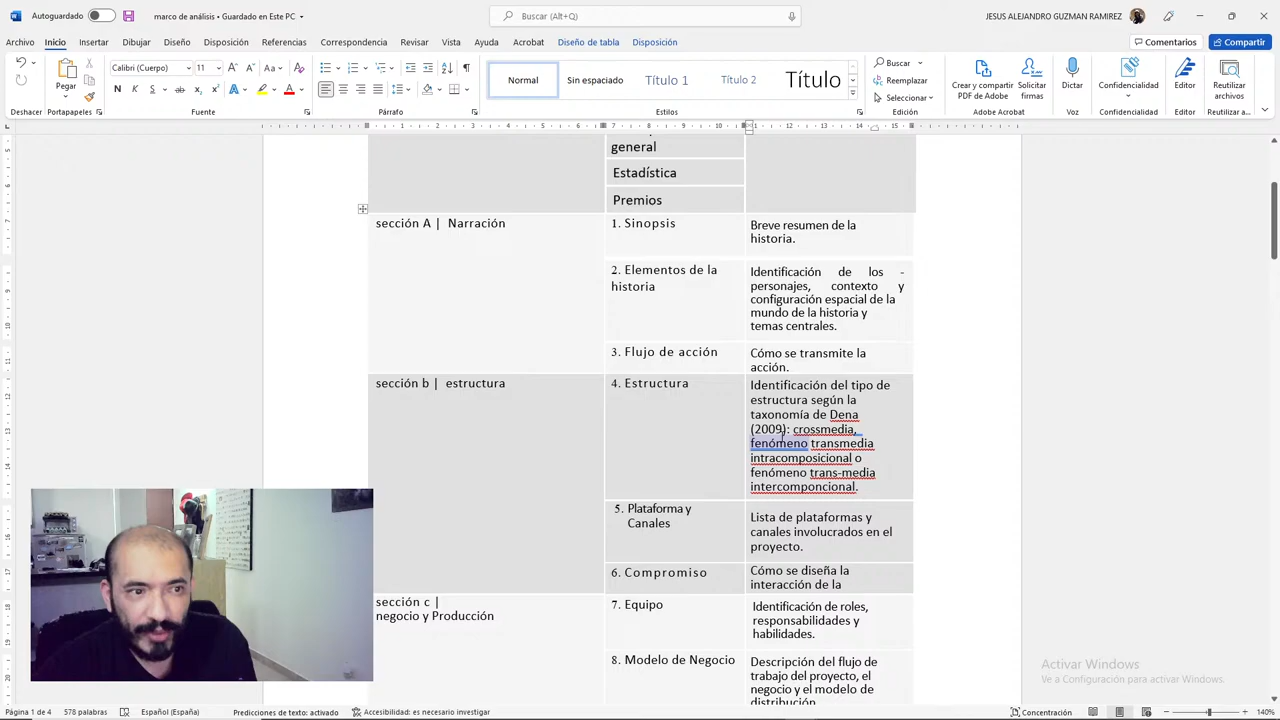 Autoguardado
marco de análisis • Guardado en Este PC
Buscar (Alt+Q)
JESUS ALEJANDRO GUZMAN RAMIREZ
Archivo Inicio Insertar Dibujar Diseño Disposición Referencias Correspondencia Revisar Vista Ayuda Acrobat Diseño de tabla Disposición
Comentarios Compartir
Pegar
Calibri (Cuerpo) 11
Normal
Sin espaciado
Título 1
Título 2
Título
Buscar
Reemplazar
Seleccionar
Crear y compartir PDF de Adobe
Solicitar firmas
Dictar
Confidencialidad
Editor
Reutilizar archivos
Deshacer Portapapeles Fuente Párrafo Estilos Edición Adobe Acrobat Voz Confidencialidad Editor Reutilizar a...
general
Estadística
Premios
sección A | Narración
1. Sinopsis
Breve resumen de la
historia.
2. Elementos de la
historia
Identificación de los -
personajes, contexto y
configuración espacial de la
mundo de la historia y
temas centrales.
3. Flujo de acción
Cómo se transmite la
acción.
sección b | estructura
4. Estructura
Identificación del tipo de
estructura según la
taxonomía de Dena
(2009): crossmedia,
fenómeno transmedia
intracomposicional o
fenómeno trans-media
intercomponcional.
5. Plataforma y
Canales
Lista de plataformas y
canales involucrados en el
proyecto.
6. Compromiso
Cómo se diseña la
interacción de la
sección c |
negocio y Producción
7. Equipo
Identificación de roles,
responsabilidades y
habilidades.
8. Modelo de Negocio
Descripción del flujo de
trabajo del proyecto, el
negocio y el modelo de
distribución
Activar Windows
Ve a Configuración para activar Windows.
Página 1 de 4 578 palabras Español (España) Predicciones de texto: activado Accesibilidad: es necesario investigar Concentración 140%